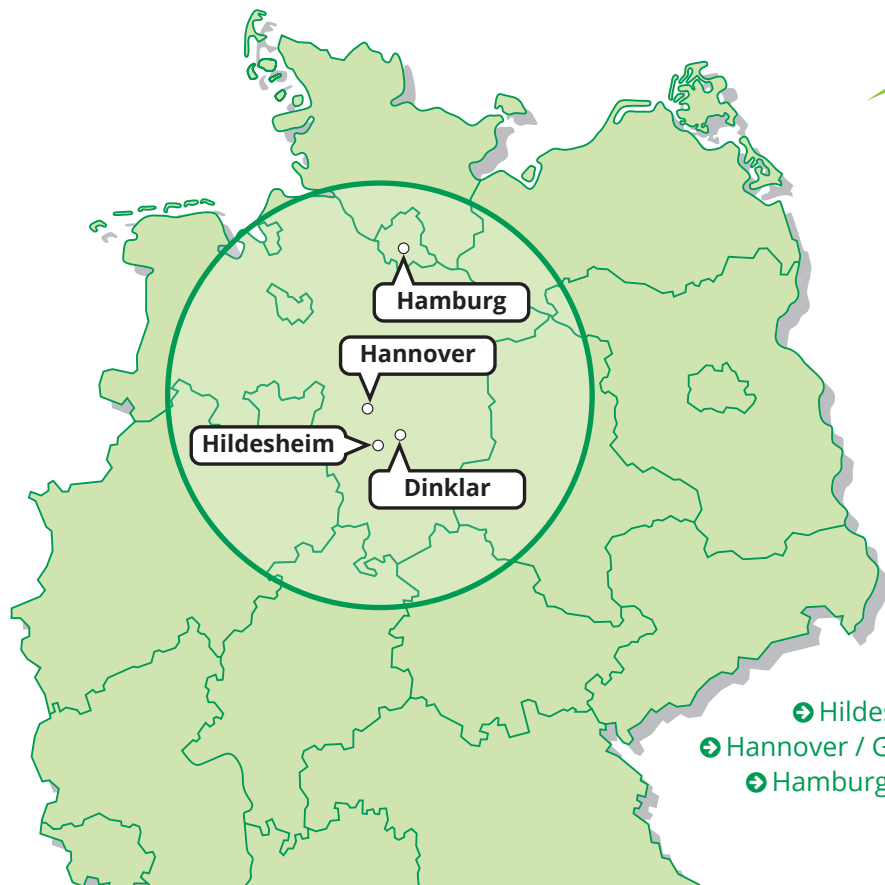 Hamburg
Hannover
Hildesheim
Dinklar
Hildes
Hannover / G
Hamburg